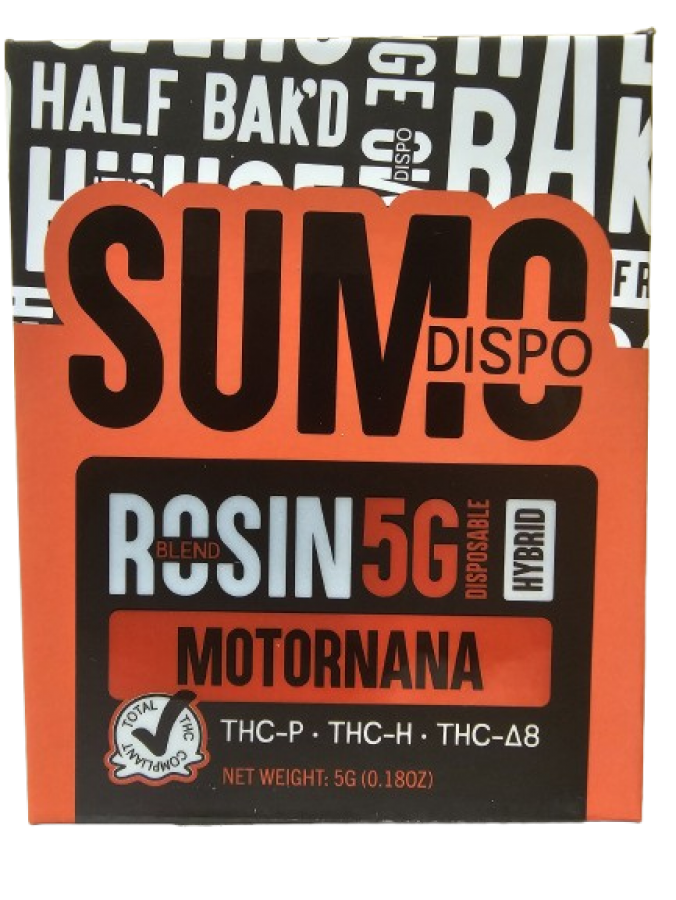 HALF BAK'D
DISPO
SUMO
DISPO
ROSIN
BLEND
5G
DISPOSABLE
HYBRID
MOTORNANA
TOTAL THC COMPLIANT
THC-P · THC-H · THC-Δ8
NET WEIGHT: 5G (0.18OZ)